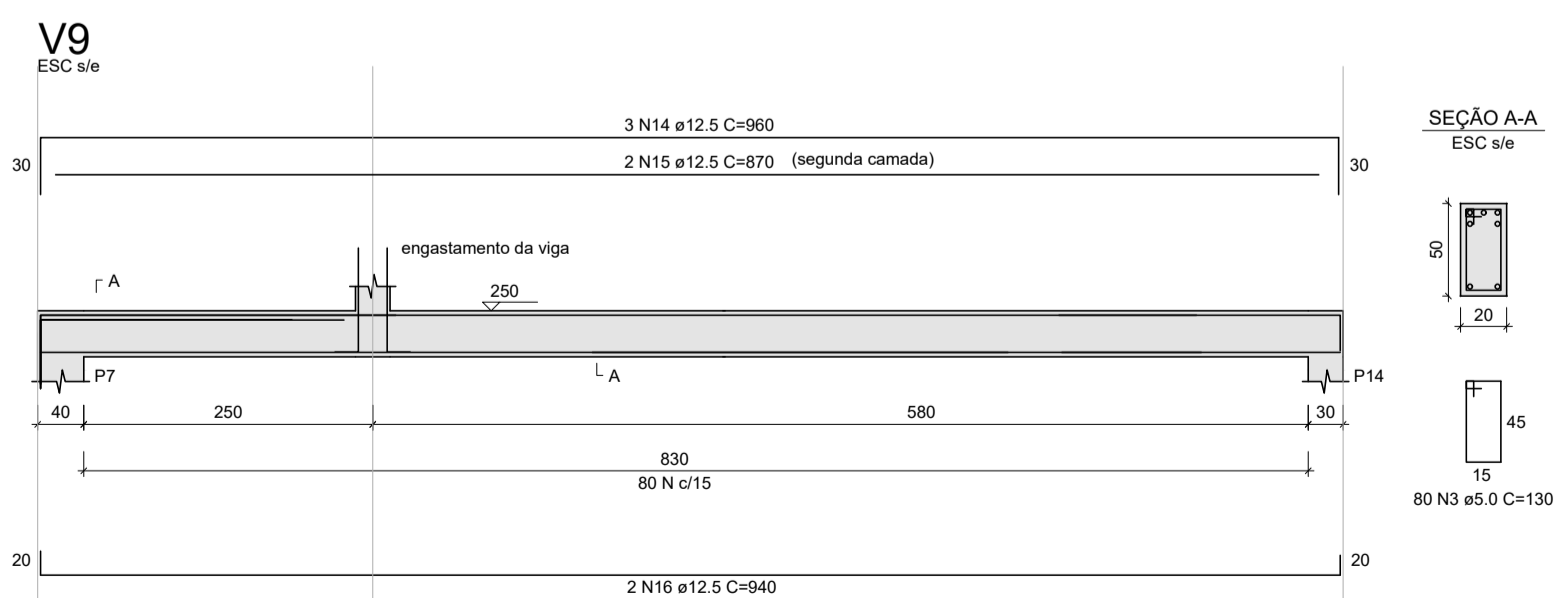 V9
ESC s/e
3 N14 ø12.5 C=960
30
2 N15 ø12.5 C=870 (segunda camada)
30
engastamento da viga
A
250
A
P7
P14
40
250
580
30
830
80 N c/15
20
20
2 N16 ø12.5 C=940
SEÇÃO A-A
ESC s/e
50
20
45
15
80 N3 ø5.0 C=130